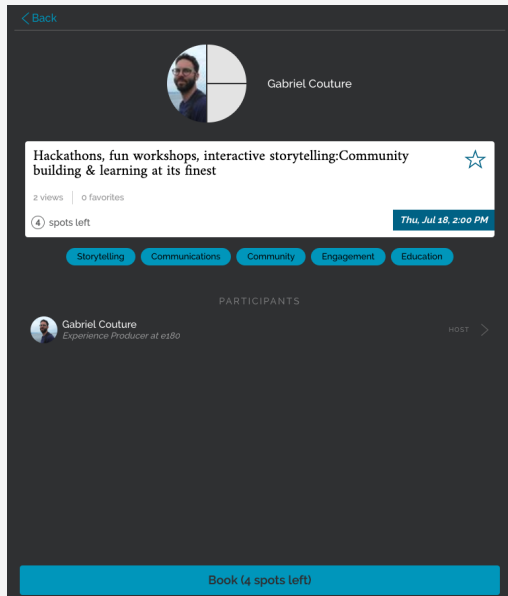 Back
Gabriel Couture
Hackathons, fun workshops, interactive storytelling:Community
building & learning at its finest
2 views
0 favorites
4 spots left
Thu, Jul 18, 2:00 PM
Storytelling
Communications
Community
Engagement
Education
PARTICIPANTS
Gabriel Couture
Experience Producer at e180
HOST
Book (4 spots left)